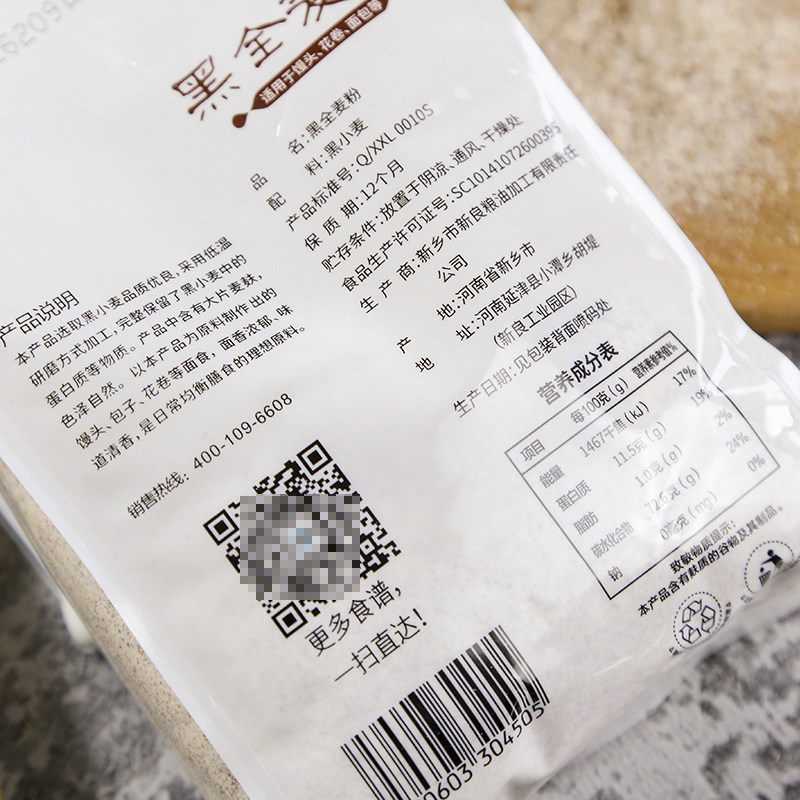 黑全麦
适用于馒头、花卷、面包等
品 名：黑全麦粉
配 料：黑小麦
产品标准号：Q/XXL 0010S
保 质 期：12个月
贮存条件：放置于阴凉、通风、干燥处
食品生产许可证号：SC10141072600395
生 产 商：新乡市新良粮油加工有限责任
公司
产 地：河南省新乡市
地 址：河南延津县小潭乡胡堤
（新良工业园区）
生产日期：见包装背面喷码处
产品说明
本产品选取黑小麦品质优良，采用低温
研磨方式加工，完整保留了黑小麦中的
蛋白质等物质。产品中含有大片麦麸，
色泽自然。以本产品为原料制作出的
馒头、包子、花卷等面食，面香浓郁、味
道清香，是日常均衡膳食的理想原料。
销售热线：400-109-6608
更多食谱，
一扫直达！
营养成分表
项目 每100克(g) 营养素参考值%
能量 1467千焦(kJ) 17%
蛋白质 11.5克(g) 19%
脂肪 1.0克(g) 2%
碳水化合物 72.6克(g) 24%
钠 0毫克(mg) 0%
致敏物质提示：
本产品含有麸质的谷物及其制品。
0603 304505